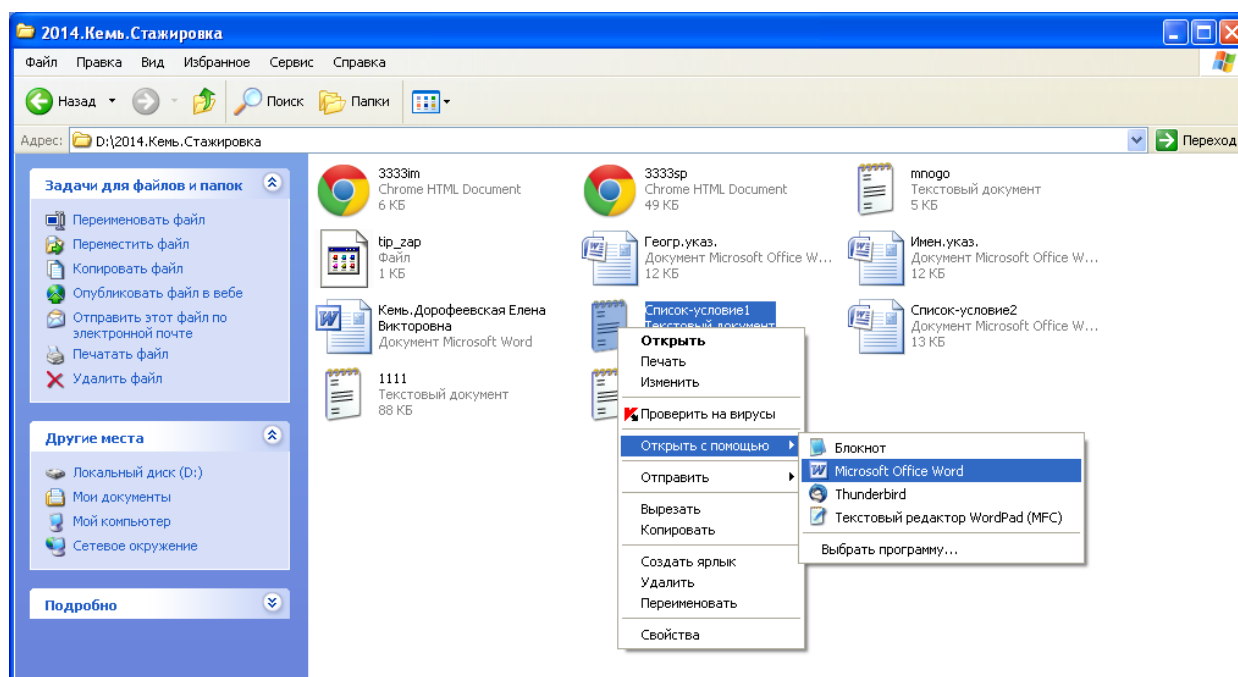 2014.Кемь.Стажировка
Файл Правка Вид Избранное Сервис Справка
Назад Поиск Папки
Адрес: D:\2014.Кемь.Стажировка Переход
Задачи для файлов и папок
Переименовать файл
Переместить файл
Копировать файл
Опубликовать файл в вебе
Отправить этот файл по
электронной почте
Печатать файл
Удалить файл
Другие места
Локальный диск (D:)
Мои документы
Мой компьютер
Сетевое окружение
Подробно
3333im
Chrome HTML Document
6 КБ
3333sp
Chrome HTML Document
49 КБ
mnogo
Текстовый документ
5 КБ
tip_zap
Файл
1 КБ
Геогр.указ.
Документ Microsoft Office W...
12 КБ
Имен.указ.
Документ Microsoft Office W...
12 КБ
Кемь.Дорофеевская Елена
Викторовна
Документ Microsoft Word
Список-условие1
Текстовый документ
Список-условие2
Документ Microsoft Office W...
13 КБ
1111
Текстовый документ
88 КБ
Открыть
Печать
Изменить
Проверить на вирусы
Открыть с помощью
Отправить
Вырезать
Копировать
Создать ярлык
Удалить
Переименовать
Свойства
Блокнот
Microsoft Office Word
Thunderbird
Текстовый редактор WordPad (MFC)
Выбрать программу...